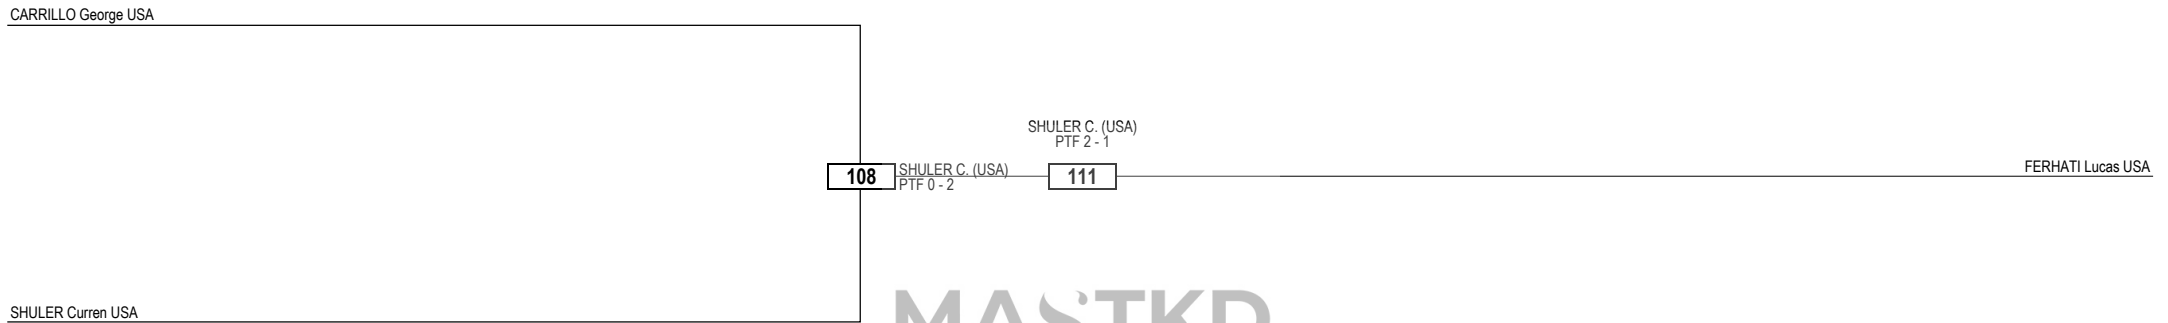 CARRILLO George USA
SHULER C. (USA)
PTF 2 - 1
108
SHULER C. (USA)
PTF 0 - 2
111
FERHATI Lucas USA
SHULER Curren USA
MASTKD